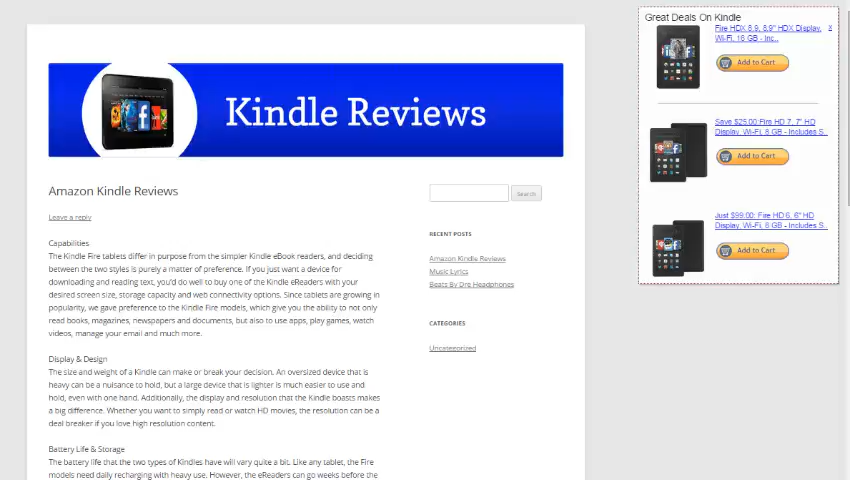 Great Deals On Kindle
Fire HDX 8.9, 8.9" HDX Display,
Wi-Fi, 16 GB - Inc..
x
Add to Cart
Save $25.00:Fire HD 7, 7" HD
Display, Wi-Fi, 8 GB - Includes S..
Add to Cart
Just $99.00: Fire HD 6, 6" HD
Display, Wi-Fi, 8 GB - Includes S..
Add to Cart
Kindle Reviews
Amazon Kindle Reviews
Leave a reply
Capabilities
The Kindle Fire tablets differ in purpose from the simpler Kindle eBook readers, and deciding
between the two styles is purely a matter of preference. If you just want a device for
downloading and reading text, you'd do well to buy one of the Kindle eReaders with your
desired screen size, storage capacity and web connectivity options. Since tablets are growing in
popularity, we gave preference to the Kindle Fire models, which give you the ability to not only
read books, magazines, newspapers and documents, but also to use apps, play games, watch
videos, manage your email and much more.
Display & Design
The size and weight of a Kindle can make or break your decision. An oversized device that is
heavy can be a nuisance to hold, but a large device that is lighter is much easier to use and
hold, even with one hand. Additionally, the display and resolution that the Kindle boasts makes
a big difference. Whether you want to simply read or watch HD movies, the resolution can be a
deal breaker if you love high resolution content.
Battery Life & Storage
The battery life that the two types of Kindles have will vary quite a bit. Like any tablet, the Fire
models need daily recharging with heavy use. However, the eReaders can go weeks before the
Search
RECENT POSTS
Amazon Kindle Reviews
Music Lyrics
Beats By Dre Headphones
CATEGORIES
Uncategorized